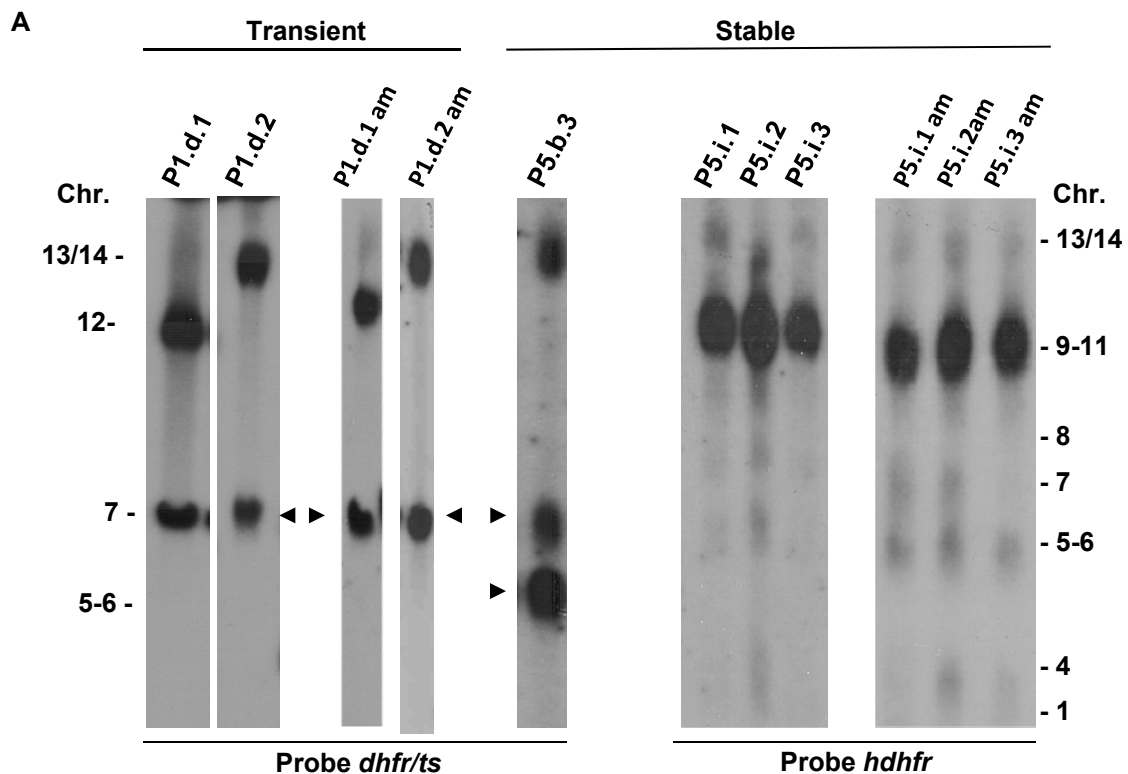 A
Transient
Stable
P1.d.1
P1.d.2
P1.d.1 am
P1.d.2 am
P5.b.3
P5.i.1
P5.i.2
P5.i.3
P5.i.1 am
P5.i.2am
P5.i.3 am
Chr.
13/14 -
12-
7 -
5-6 -
Chr.
- 13/14
- 9-11
- 8
- 7
- 5-6
- 4
- 1
Probe dhfr/ts
Probe hdhfr